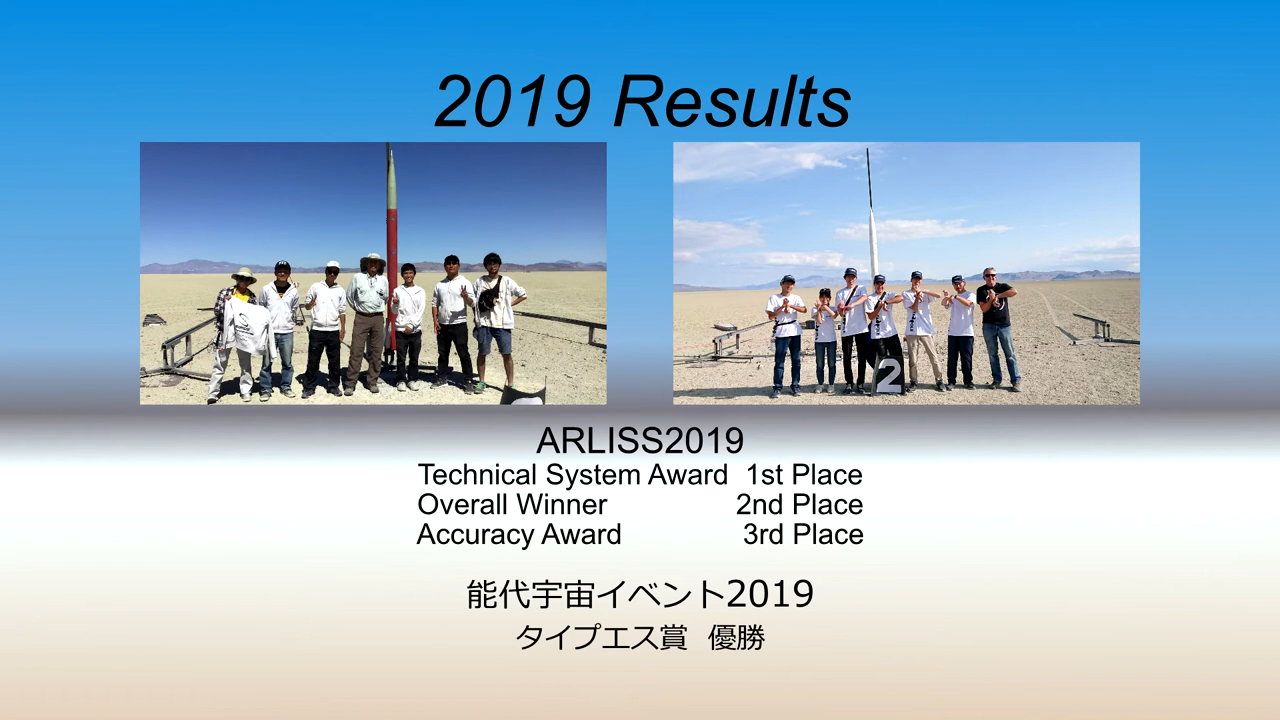 2019 Results
2
ARLISS2019
Technical System Award 1st Place
Overall Winner 2nd Place
Accuracy Award 3rd Place
能代宇宙イベント2019
タイプエス賞 優勝